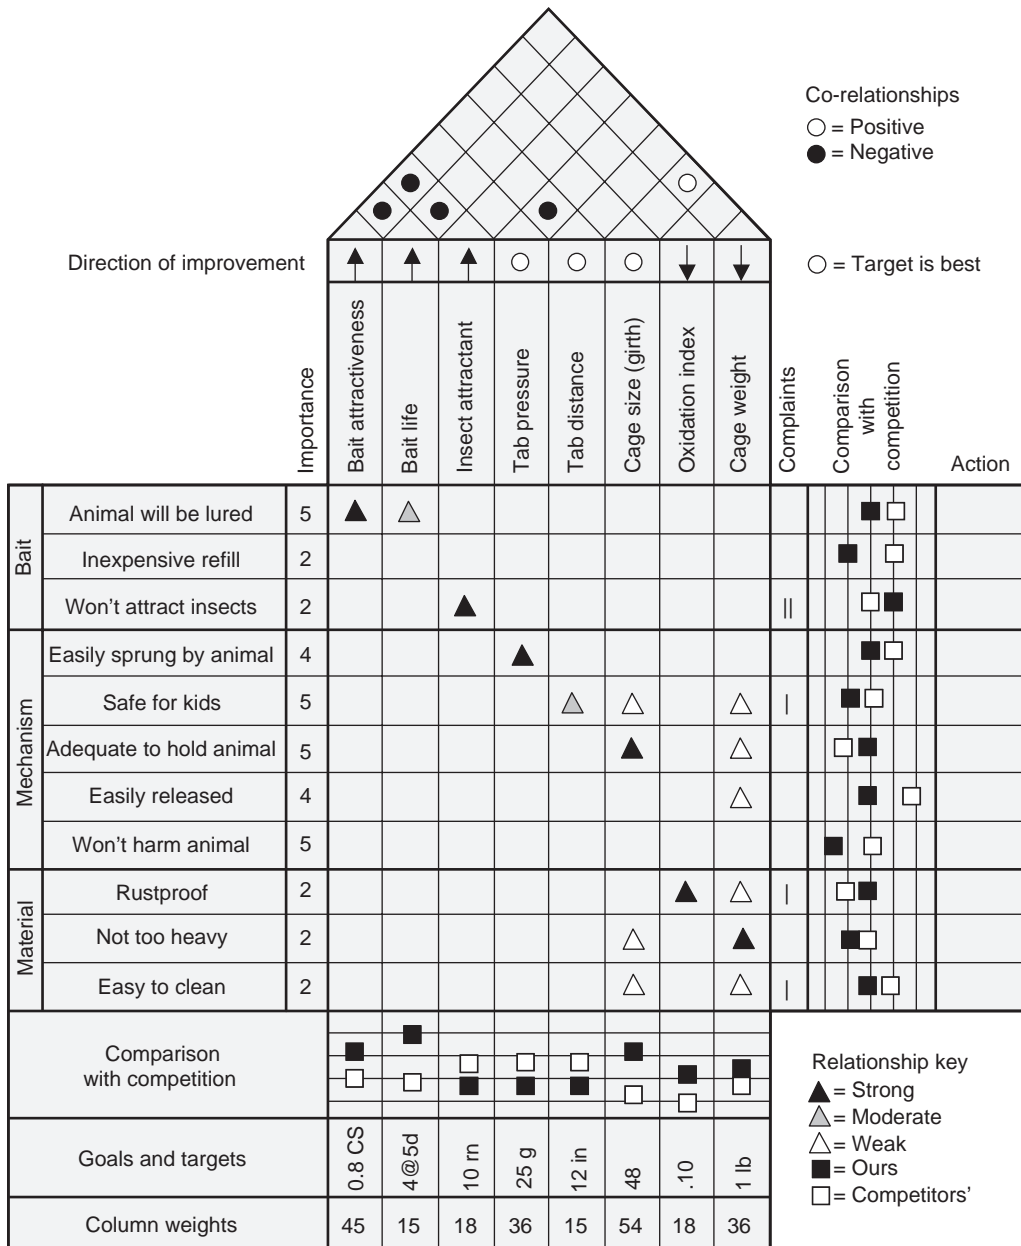 Co-relationships
= Positive
= Negative
Direction of improvement
= Target is best
Importance
Bait attractiveness
Bait life
Insect attractant
Tab pressure
Tab distance
Cage size (girth)
Oxidation index
Cage weight
Complaints
Comparison
with
competition
Action
Bait
Animal will be lured 5
Inexpensive refill 2
Won't attract insects 2 ||
Mechanism
Easily sprung by animal 4
Safe for kids 5 |
Adequate to hold animal 5
Easily released 4
Won't harm animal 5
Material
Rustproof 2 |
Not too heavy 2
Easy to clean 2 |
Comparison
with competition
Relationship key
= Strong
= Moderate
= Weak
= Ours
= Competitors'
Goals and targets 0.8 CS 4@5d 10 rn 25 g 12 in 48 .10 1 lb
Column weights 45 15 18 36 15 54 18 36